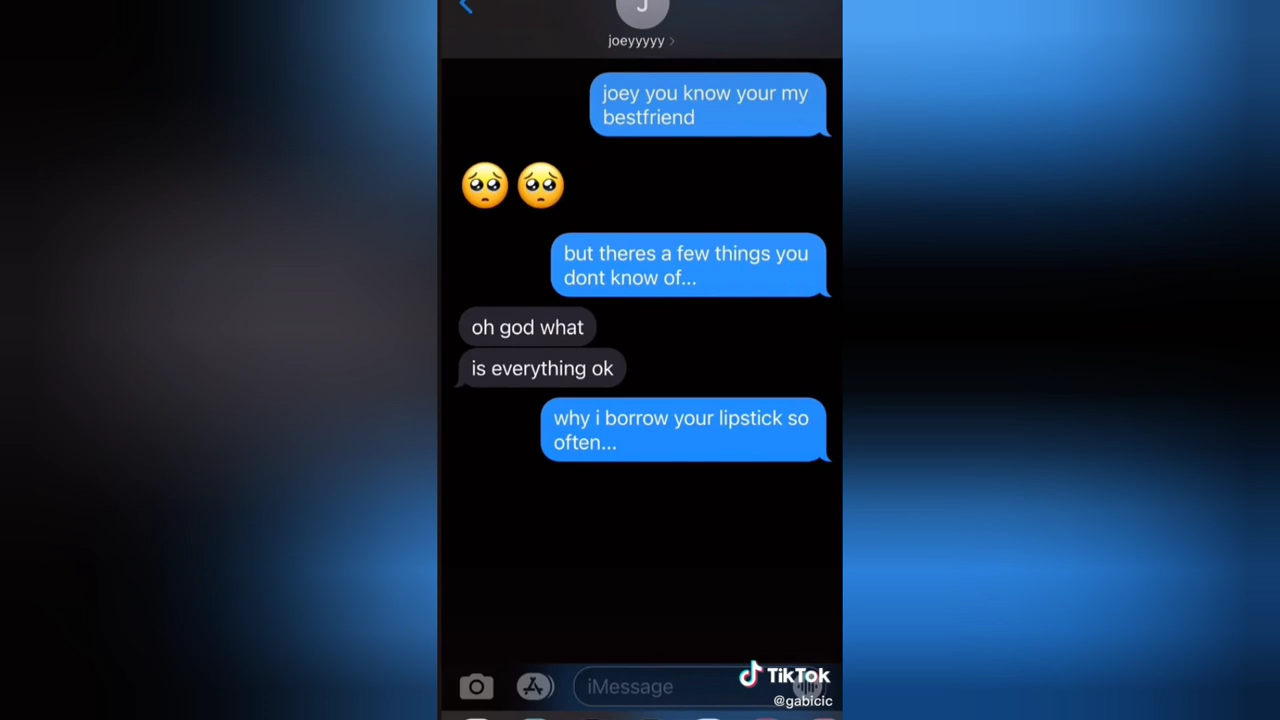 J
joeyyyyy
joey you know your my
bestfriend
🥺🥺
but theres a few things you
dont know of...
oh god what
is everything ok
why i borrow your lipstick so
often...
iMessage
TikTok
@gabicic